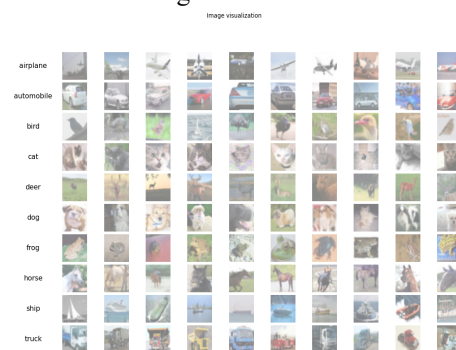 Image visualization
airplane
automobile
bird
cat
deer
dog
frog
horse
ship
truck